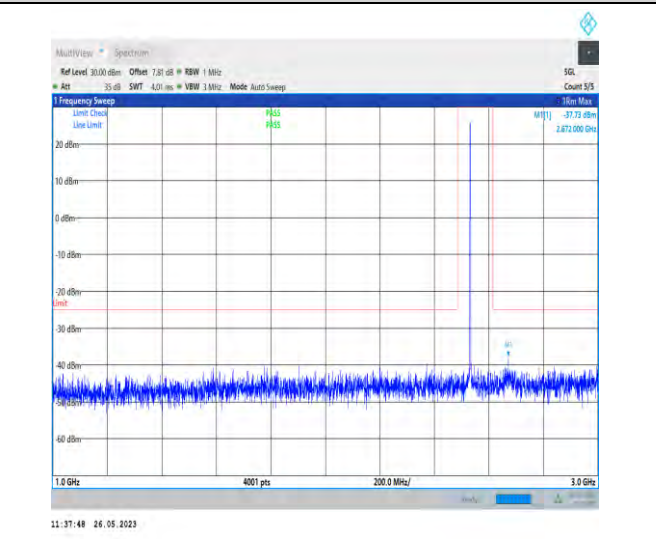 MultiView Spectrum
Ref Level 30.00 dBm Offset 7.81 dB RBW 1 MHz SGL
Att 35 dB SWT 4.01 ms VBW 3 MHz Mode Auto Sweep Count 5/5
1 Frequency Sweep 1Rm Max
Limit Check PASS M1[1] -37.73 dBm
Line Limit PASS 2.672 000 GHz
20 dBm
10 dBm
0 dBm
-10 dBm
-20 dBm
Limit
-30 dBm
M1
-40 dBm
-50 dBm
-60 dBm
1.0 GHz 4001 pts 200.0 MHz/ 3.0 GHz
11:37:48 26.05.2023